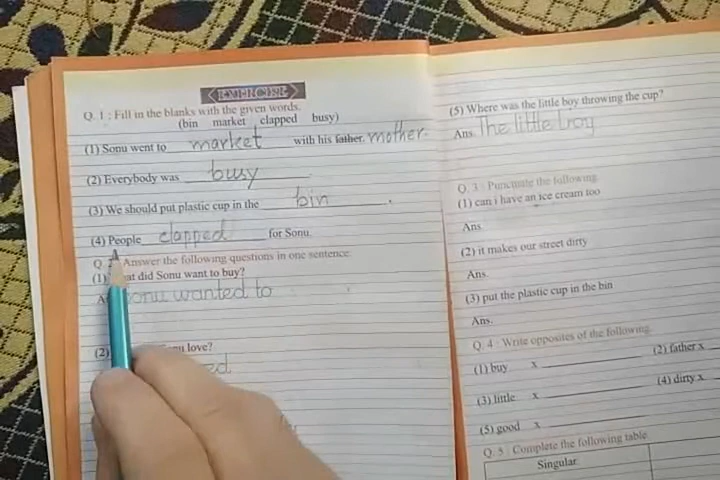 EXERCISE
Q. 1 : Fill in the blanks with the given words.
(bin market clapped busy)
(1) Sonu went to market with his father. mother.
(2) Everybody was busy.
(3) We should put plastic cup in the bin.
(4) People clapped for Sonu.
Q. Answer the following questions in one sentence.
(1) at did Sonu want to buy?
Sonu wanted to
(2) love?
(5) Where was the little boy throwing the cup?
Ans. The little boy
Q. 3 : Punctuate the following.
(1) can i have an ice cream too
Ans.
(2) it makes our street dirty
Ans.
(3) put the plastic cup in the bin
Ans.
Q. 4 : Write opposites of the following.
(1) buy x (2) father x
(3) little x (4) dirty x
(5) good x
Q. 5 : Complete the following table.
Singular